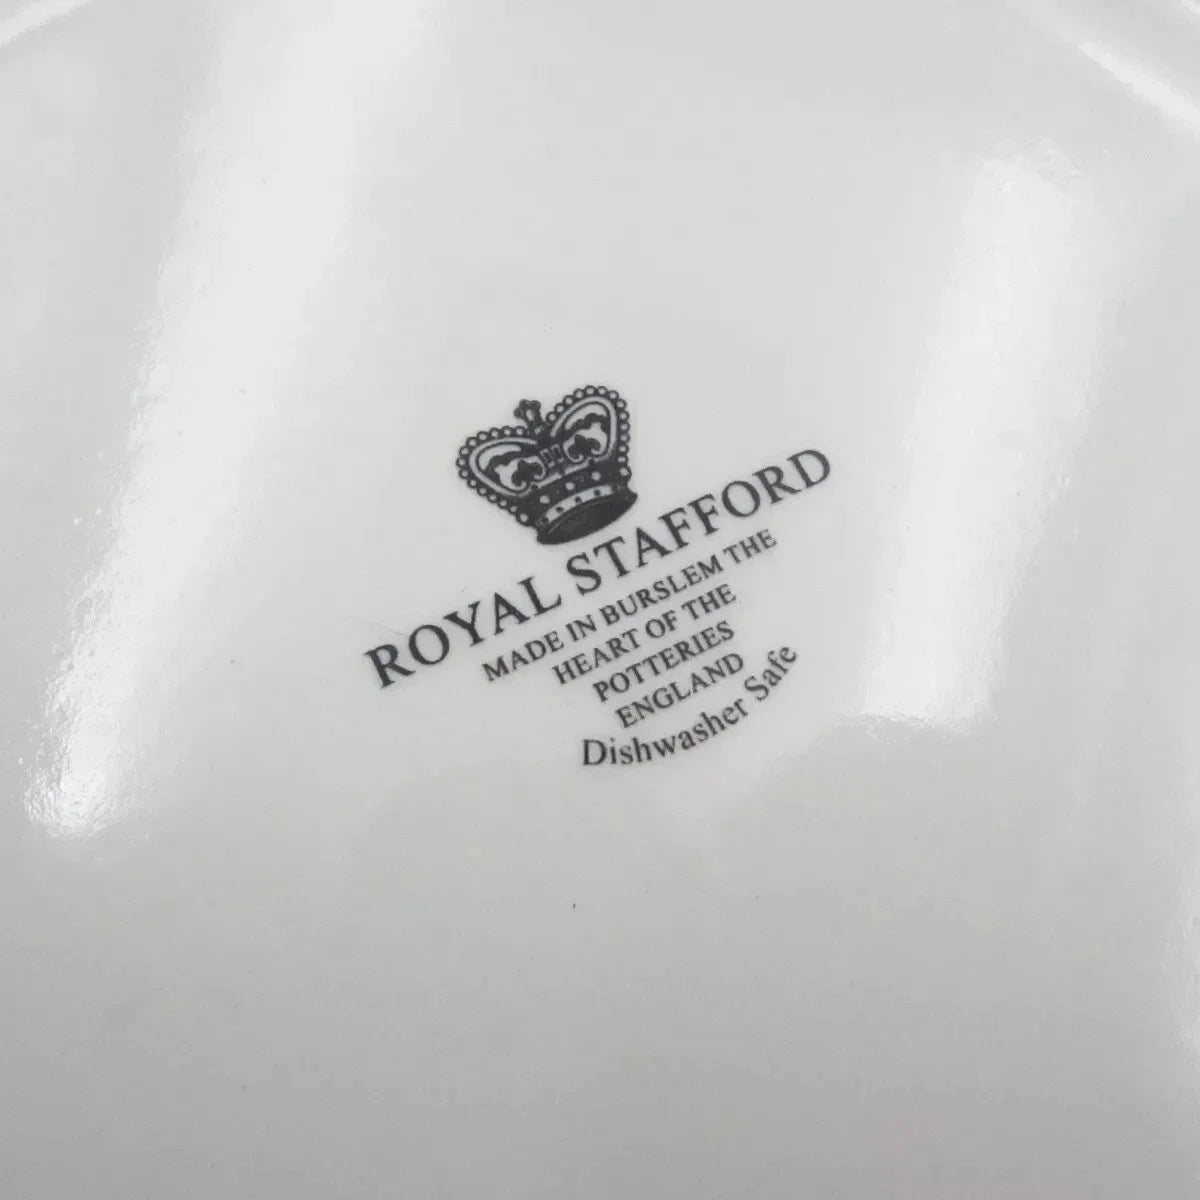 ROYAL STAFFORD
MADE IN BURSLEM THE
HEART OF THE
POTTERIES
ENGLAND
Dishwasher Safe